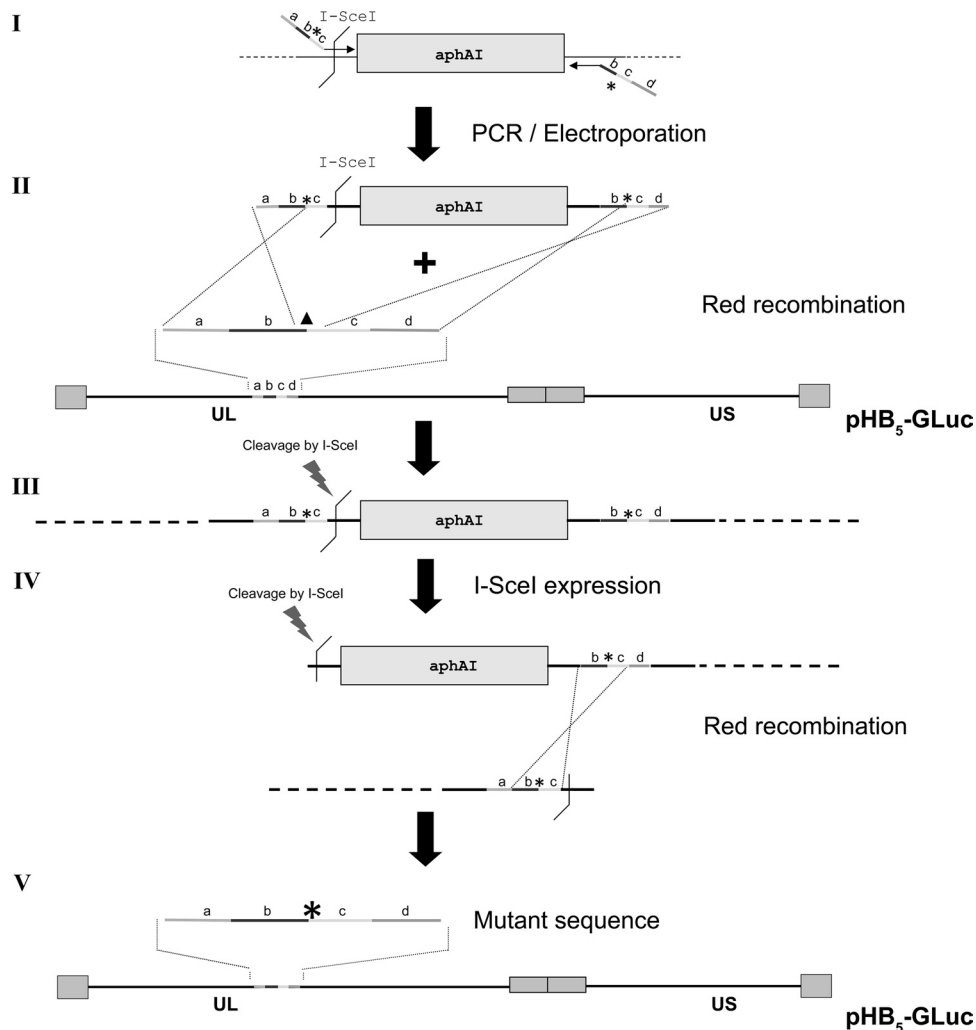 I
I-SceI
a b*c
aphAI
b c d
*
PCR / Electroporation
I-SceI
II
a b*c
aphAI
b*c d
+
Red recombination
a b c d
a b c d
UL
US
pHB5-GLuc
Cleavage by I-SceI
III
a b*c
aphAI
b*c d
IV
I-SceI expression
Cleavage by I-SceI
aphAI
b*c d
Red recombination
a b*c
V
a b * c d
Mutant sequence
UL
US
pHB5-GLuc